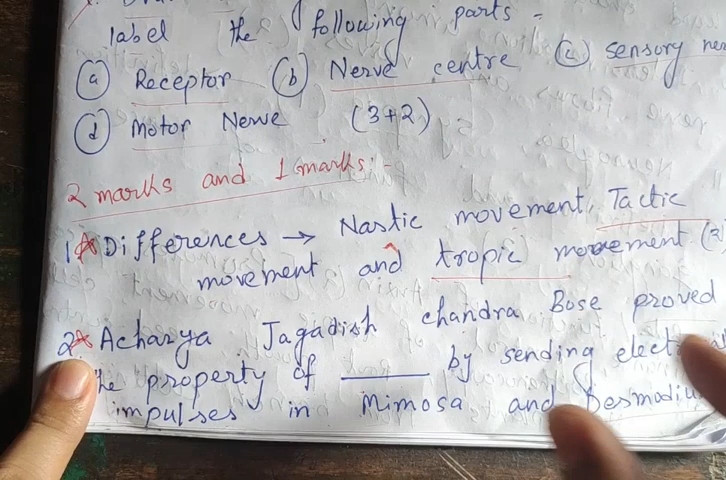 label the following parts -
(a) Receptor (b) Nerve centre (c) sensory
(d) Motor Nerve (3+2)
2 marks and 1 marks:-
1* Differences → Nastic movement, Tactic
movement and tropic movement (3)
2* Acharya Jagadish chandra Bose proved
the property of ______ by sending
impulses in Mimosa and